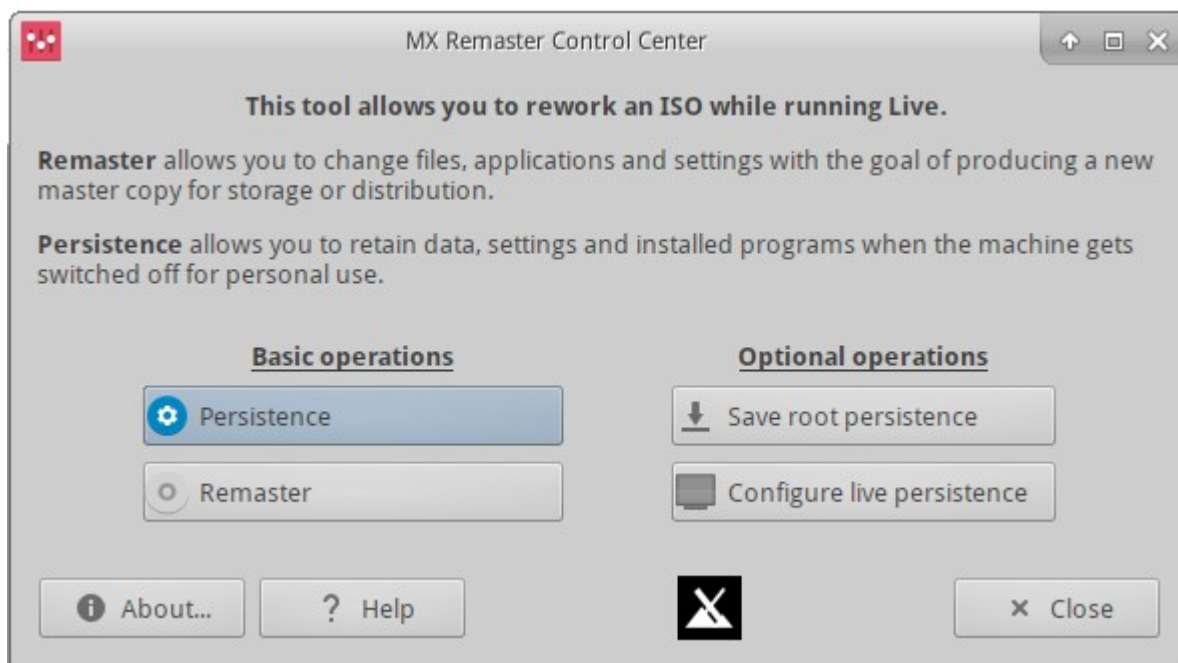 MX Remaster Control Center
This tool allows you to rework an ISO while running Live.
Remaster allows you to change files, applications and settings with the goal of producing a new
master copy for storage or distribution.
Persistence allows you to retain data, settings and installed programs when the machine gets
switched off for personal use.
Basic operations
Optional operations
Persistence
Save root persistence
Remaster
Configure live persistence
About...
? Help
Close